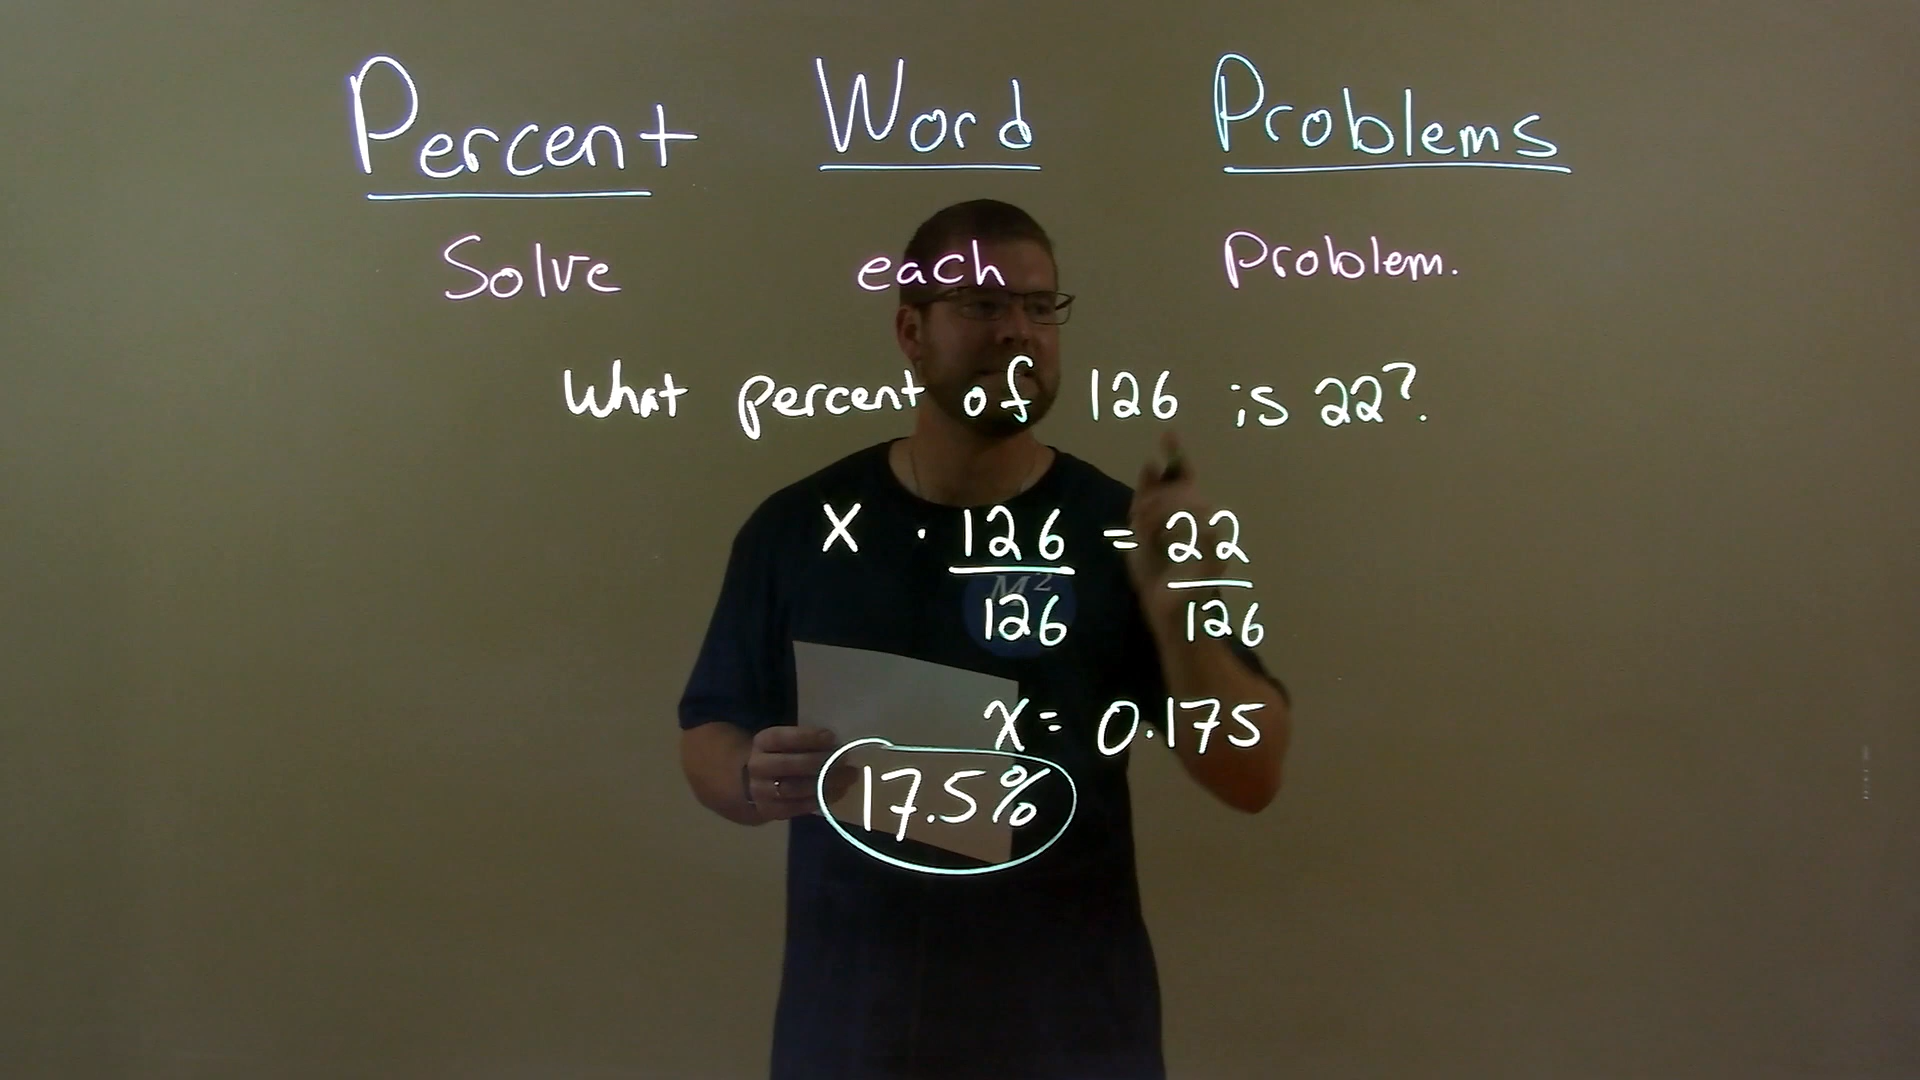 Percent Word Problems
Solve each Problem.
What percent of 126 is 22?
X · 126 = 22
M²
126 126
x = 0.175
17.5%